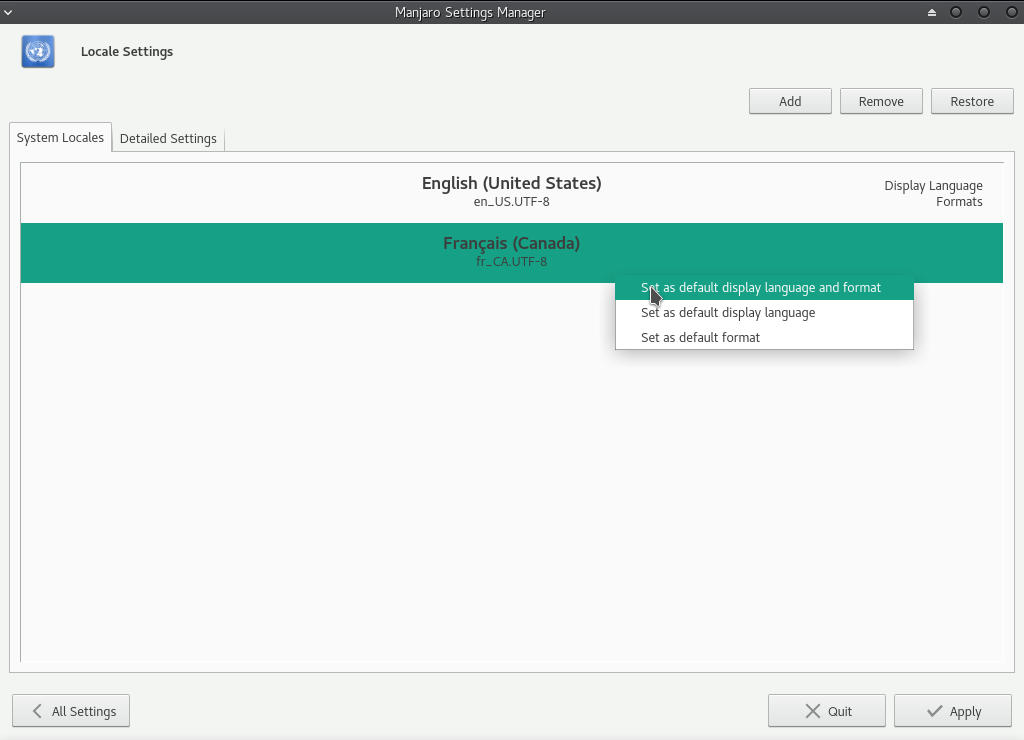 Manjaro Settings Manager
Locale Settings
Add Remove Restore
System Locales Detailed Settings
English (United States)
en_US.UTF-8
Display Language
Formats
Français (Canada)
fr_CA.UTF-8
Set as default display language and format
Set as default display language
Set as default format
All Settings Quit Apply